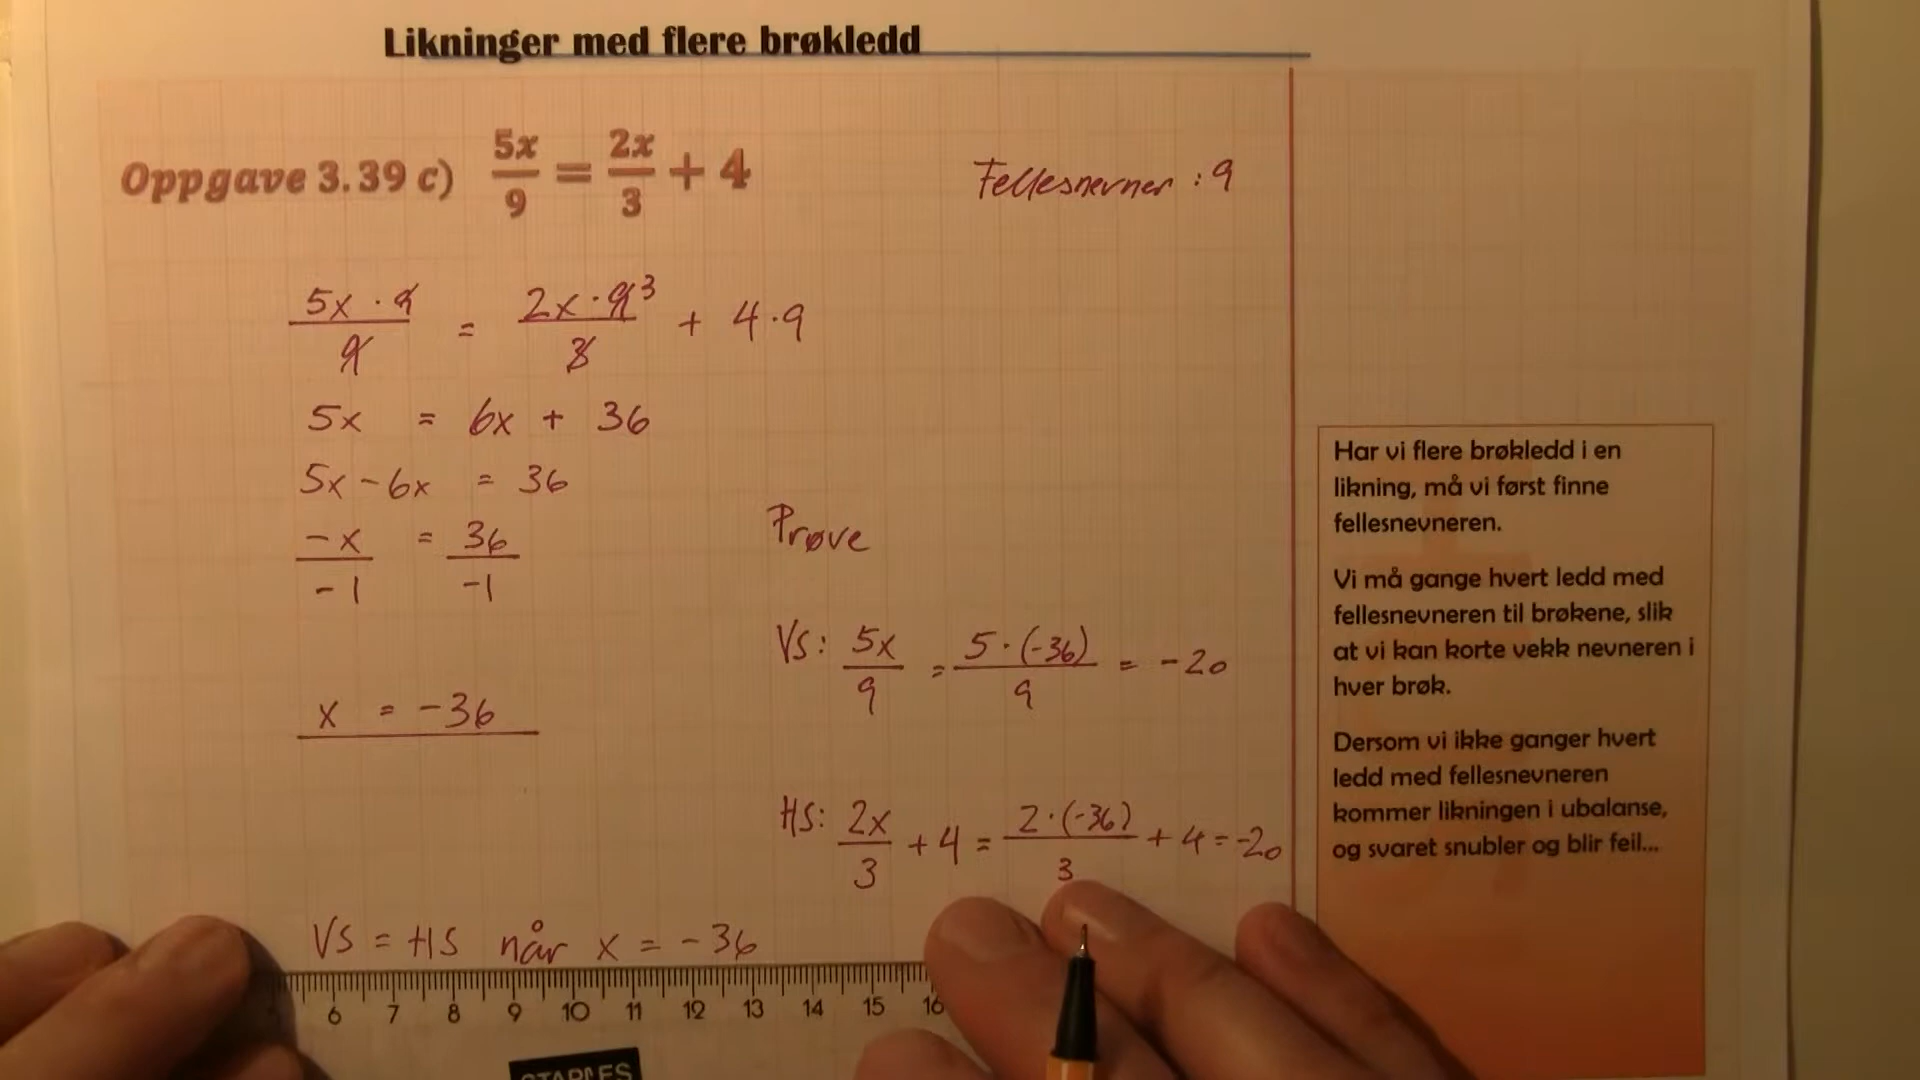 Likninger med flere brøkledd
Oppgave 3.39 c) 5x/9 = 2x/3 + 4
Fellesnevner : 9
5x · 9/9 = 2x · 9³/3 + 4 · 9
5x = 6x + 36
5x - 6x = 36
-x/-1 = 36/-1
x = -36
Prøve
VS: 5x/9 = 5 · (-36)/9 = -20
HS: 2x/3 + 4 = 2 · (-36)/3 + 4 = -20
VS = HS når x = -36
Har vi flere brøkledd i en
likning, må vi først finne
fellesnevneren.
Vi må gange hvert ledd med
fellesnevneren til brøkene, slik
at vi kan korte vekk nevneren i
hver brøk.
Dersom vi ikke ganger hvert
ledd med fellesnevneren
kommer likningen i ubalanse,
og svaret snubler og blir feil...
6 7 8 9 10 11 12 13 14 15 16
STAPLES